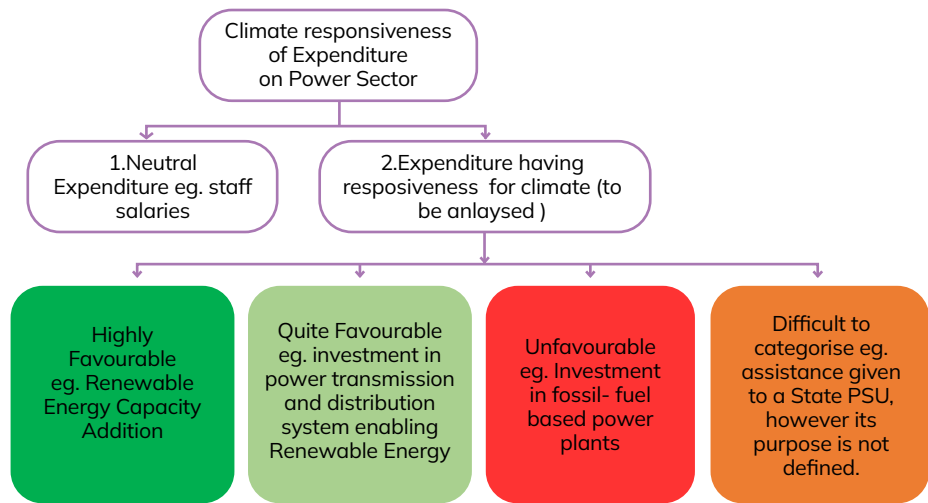 Climate responsiveness
of Expenditure
on Power Sector
1.Neutral
Expenditure eg. staff
salaries
2.Expenditure having
resposiveness for climate (to
be anlaysed )
Highly
Favourable
eg. Renewable
Energy Capacity
Addition
Quite Favourable
eg. investment in
power transmission
and distribution
system enabling
Renewable Energy
Unfavourable
eg. Investment
in fossil- fuel
based power
plants
Difficult to
categorise eg.
assistance given
to a State PSU,
however its
purpose is not
defined.